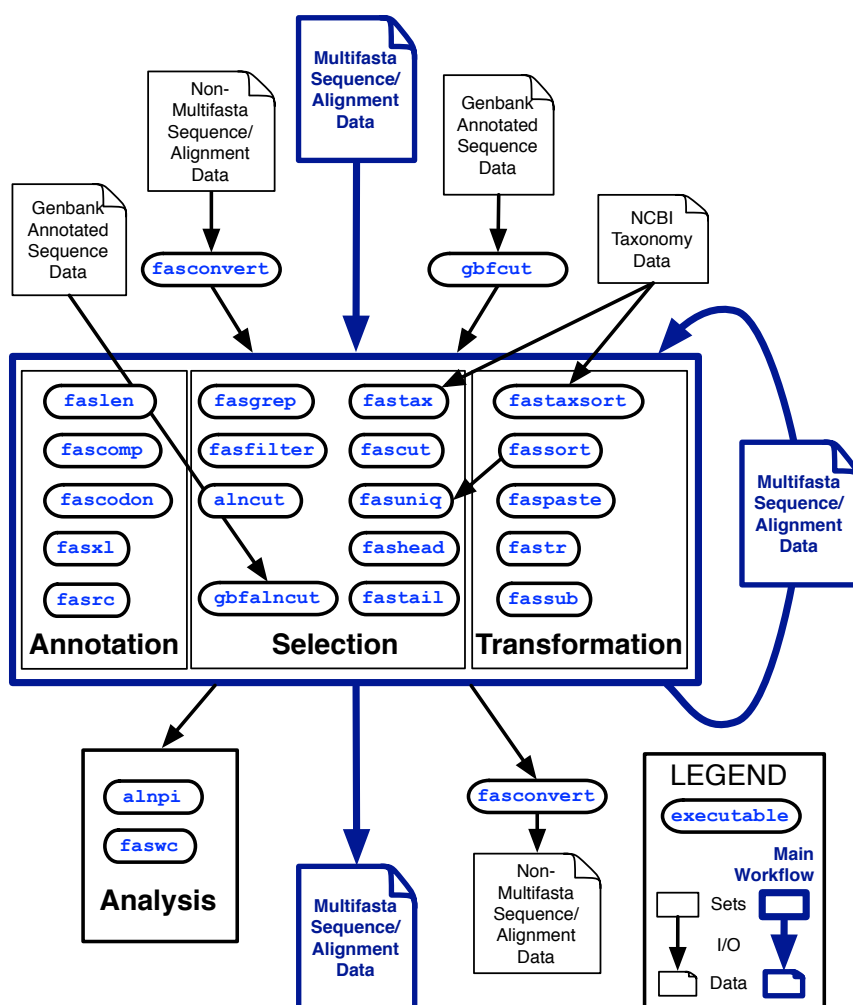 Multifasta
Sequence/
Alignment
Data
Non-
Multifasta
Sequence/
Alignment
Data
Genbank
Annotated
Sequence
Data
Genbank
Annotated
Sequence
Data
NCBI
Taxonomy
Data
fasconvert
gbfcut
faslen
fascomp
fascodon
fasxl
fasrc
Annotation
fasgrep
fasfilter
alncut
gbfalncut
fastax
fascut
fasuniq
fashead
fastail
Selection
fastaxsort
fassort
faspaste
fastr
fassub
Transformation
Multifasta
Sequence/
Alignment
Data
alnpi
faswc
Analysis
Multifasta
Sequence/
Alignment
Data
fasconvert
Non-
Multifasta
Sequence/
Alignment
Data
LEGEND
executable
Main
Workflow
Sets
I/O
Data